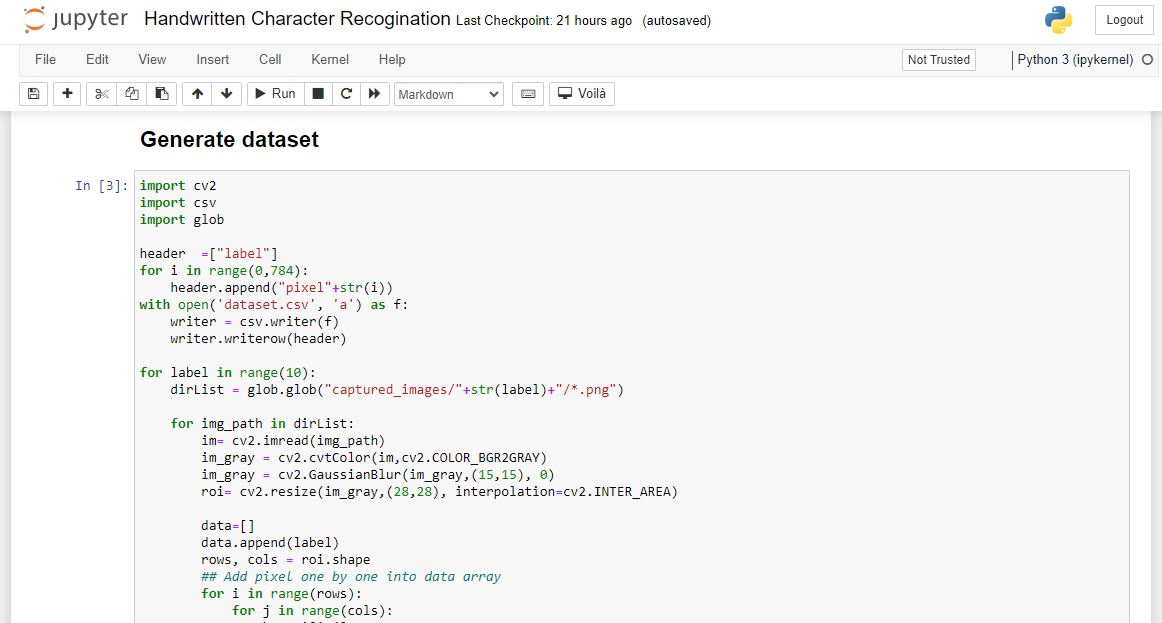 jupyter Handwritten Character Recogination Last Checkpoint: 21 hours ago (autosaved)
Logout
File Edit View Insert Cell Kernel Help
Not Trusted
Python 3 (ipykernel)
Run
Markdown
Voilà
Generate dataset
In [3]:
import cv2
import csv
import glob
header  =["label"]
for i in range(0,784):
    header.append("pixel"+str(i))
with open('dataset.csv', 'a') as f:
    writer = csv.writer(f)
    writer.writerow(header)
for label in range(10):
    dirList = glob.glob("captured_images/"+str(label)+"/*.png")
    for img_path in dirList:
        im= cv2.imread(img_path)
        im_gray = cv2.cvtColor(im,cv2.COLOR_BGR2GRAY)
        im_gray = cv2.GaussianBlur(im_gray,(15,15), 0)
        roi= cv2.resize(im_gray,(28,28), interpolation=cv2.INTER_AREA)
        data=[]
        data.append(label)
        rows, cols = roi.shape
        ## Add pixel one by one into data array
        for i in range(rows):
            for j in range(cols):